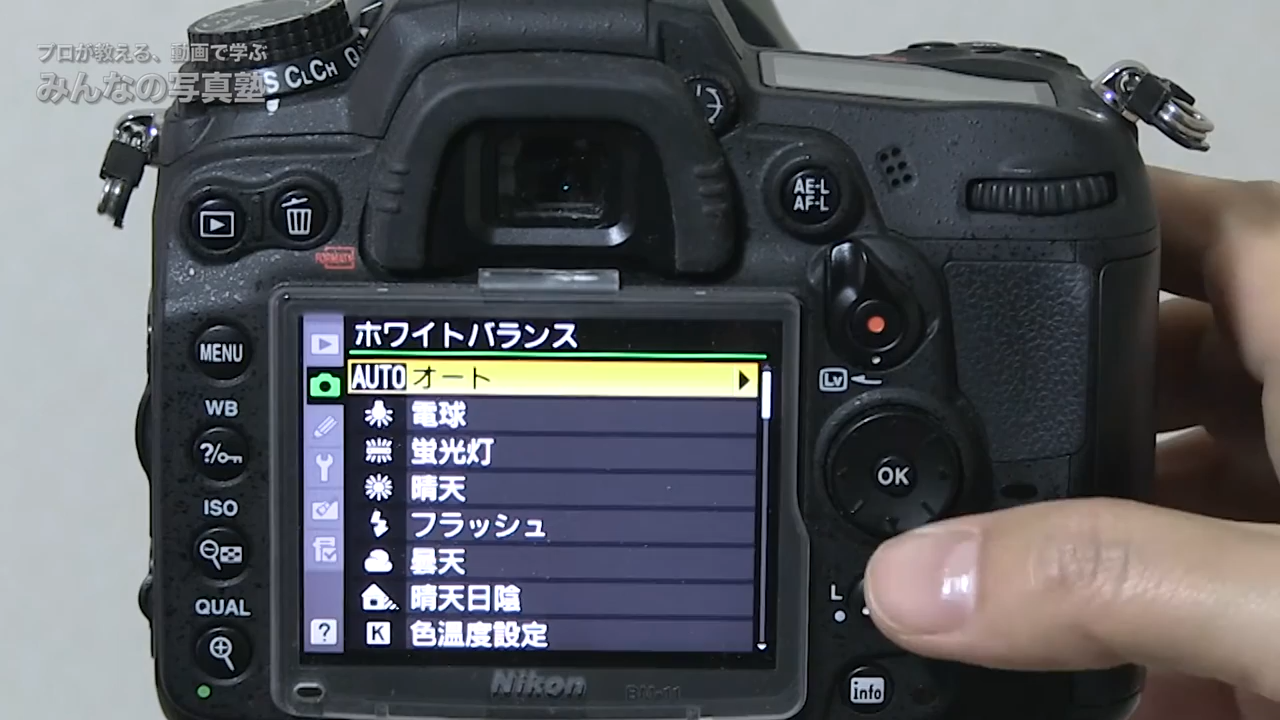 プロが教える、動画で学ぶ
みんなの写真塾
S CL CH Q
AE-L
AF-L
FORMAT
MENU
WB
?
ISO
QUAL
ホワイトバランス
AUTO オート
電球
蛍光灯
晴天
フラッシュ
曇天
晴天日陰
K 色温度設定
?
Lv
OK
L
info
Nikon
BM-11